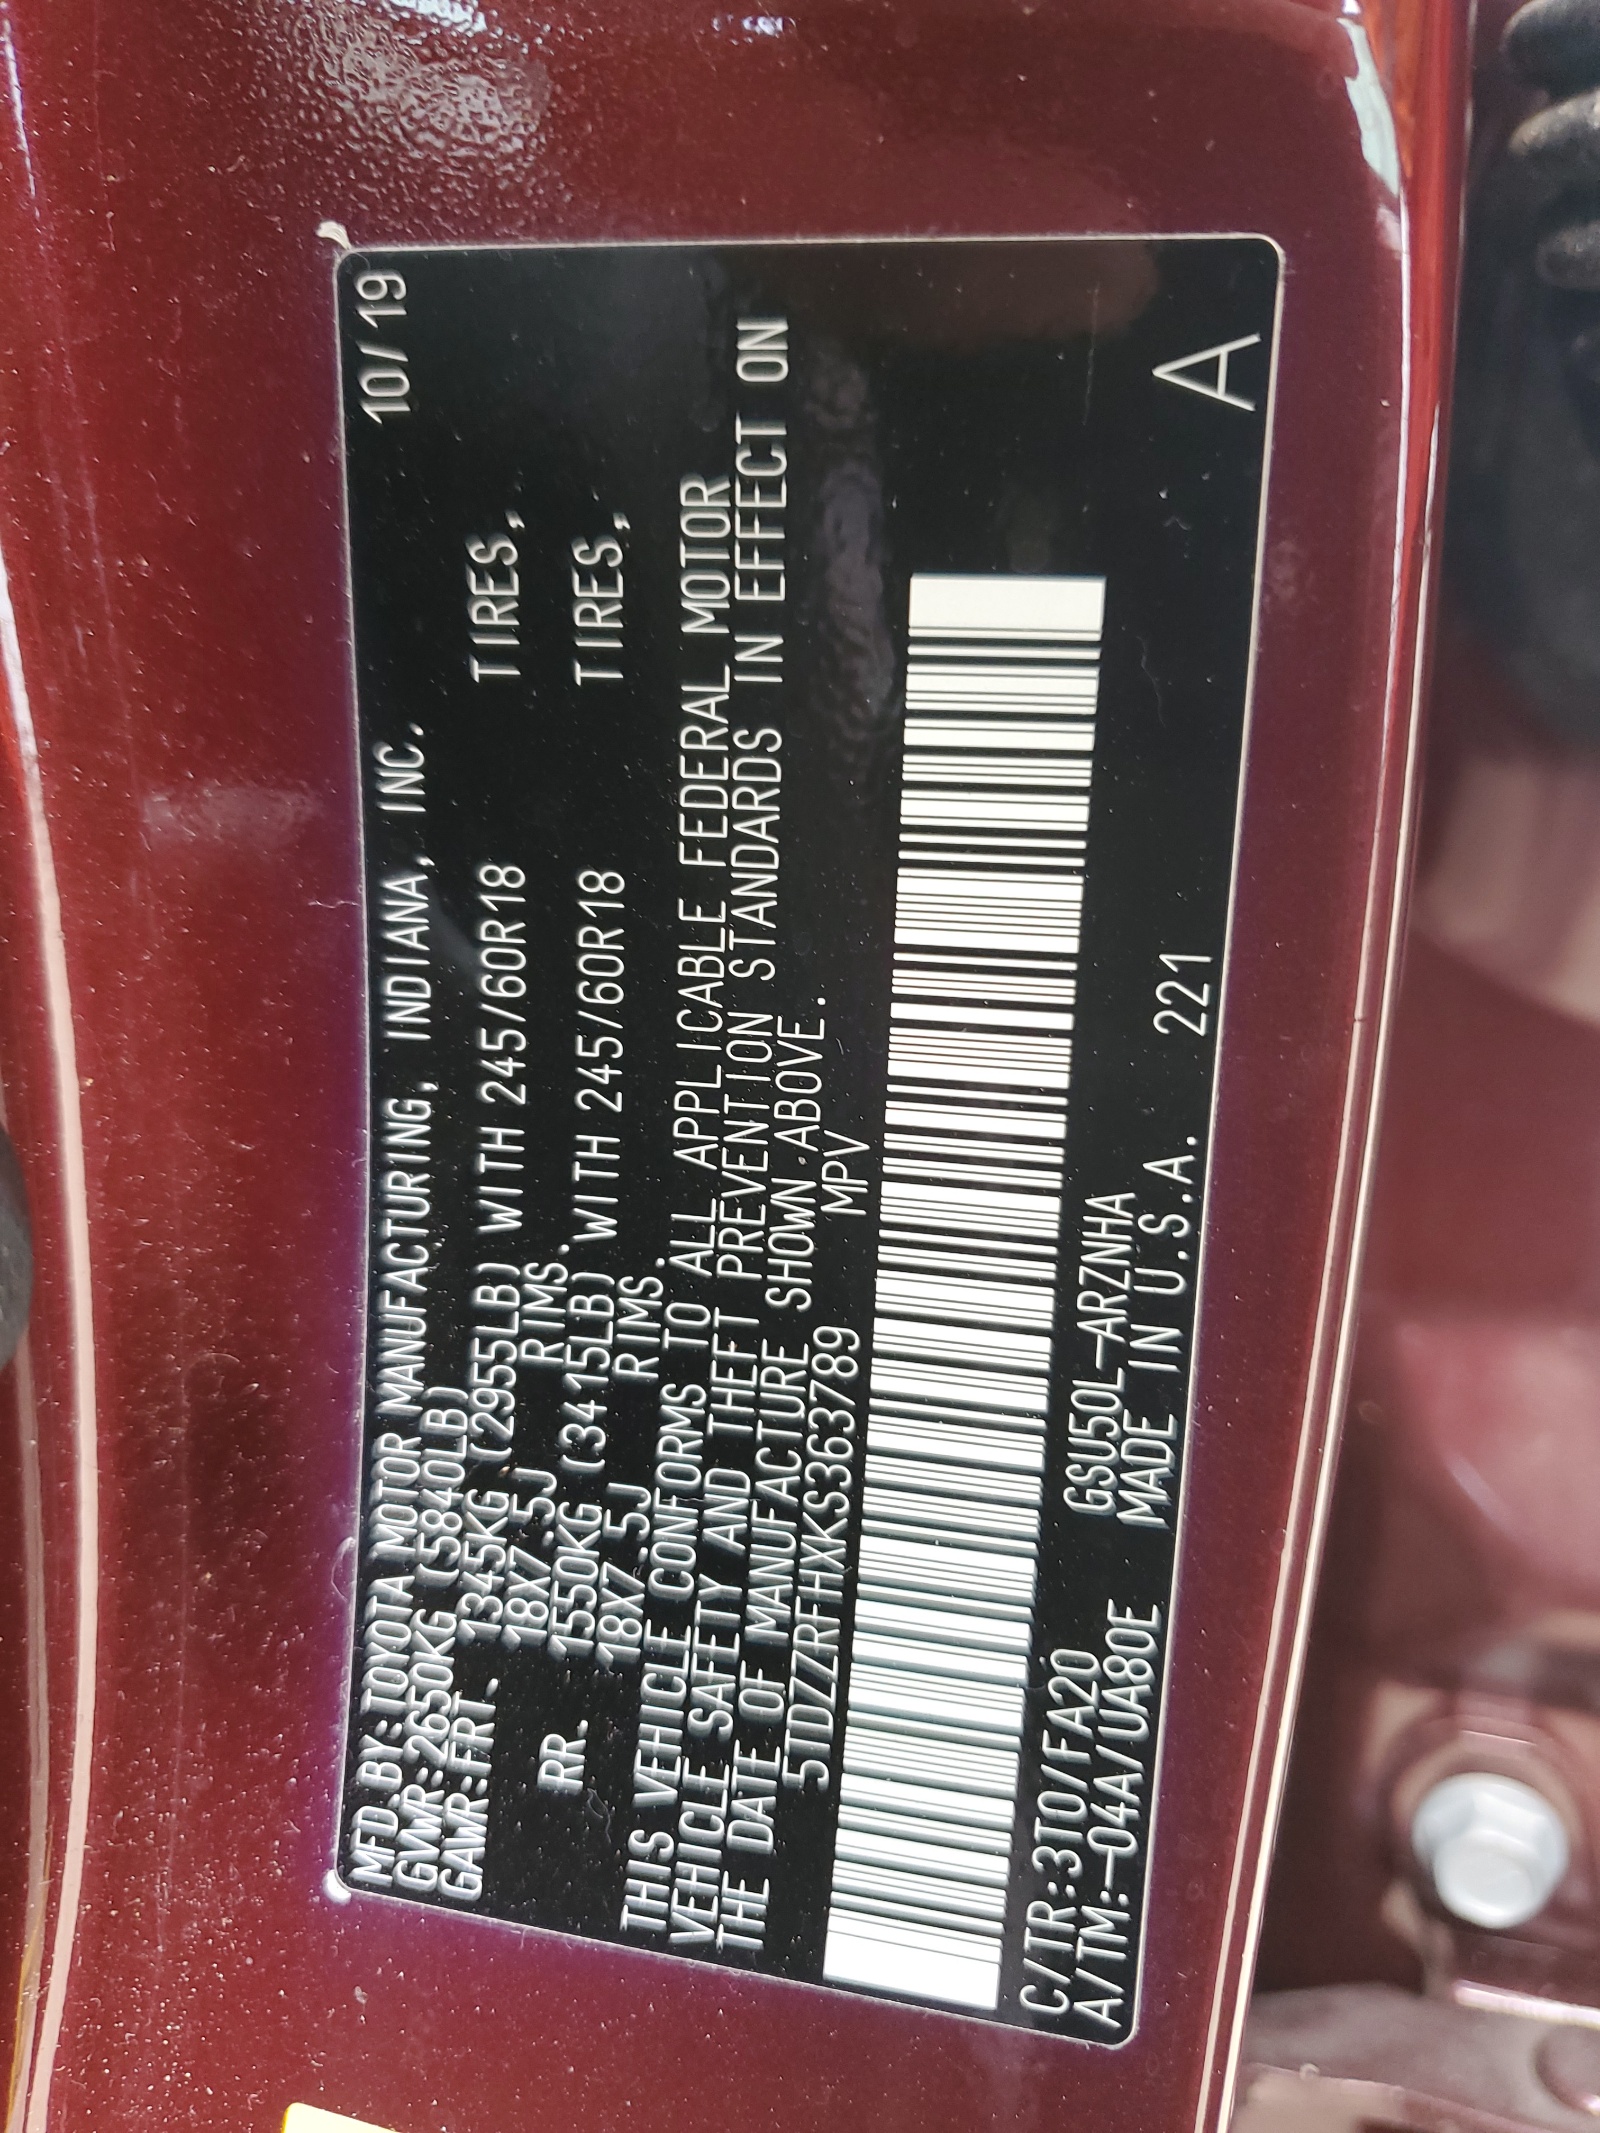 MFD BY:TOYOTA MOTOR MANUFACTURING, INDIANA, INC. 10/19
GVWR:2650KG (5840LB)
GAWR:FRT. 1345KG (2955LB) WITH 245/60R18 TIRES,
18X7.5J RIMS.
RR. 1550KG (3415LB) WITH 245/60R18 TIRES,
18X7.5J RIMS.
THIS VEHICLE CONFORMS TO ALL APPLICABLE FEDERAL MOTOR
VEHICLE SAFETY AND THEFT PREVENTION STANDARDS IN EFFECT ON
THE DATE OF MANUFACTURE SHOWN ABOVE.
5TDZZRFHXKS363789 MPV
C/TR:3T0/FA20 GSU50L-ARZNHA
A/TM:-04A/UA80E MADE IN U.S.A. 221 A